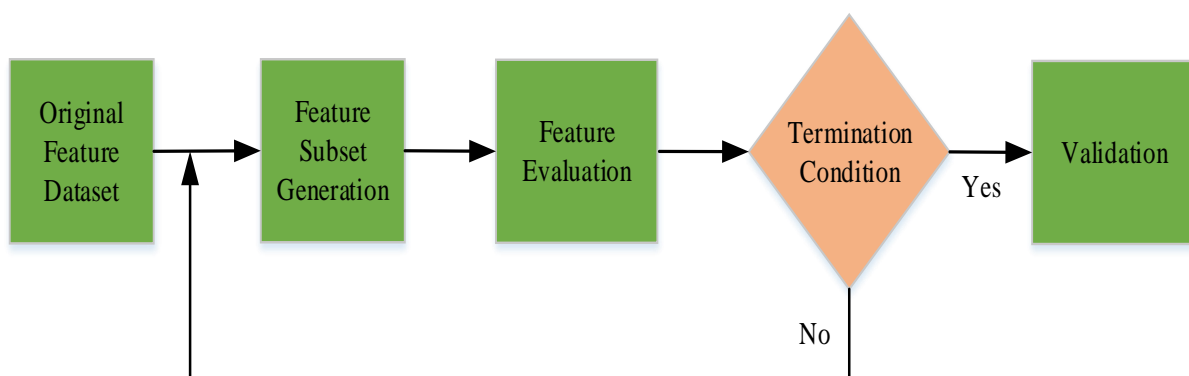 Original
Feature
Dataset
Feature
Subset
Generation
Feature
Evaluation
Termination
Condition
Yes
Validation
No